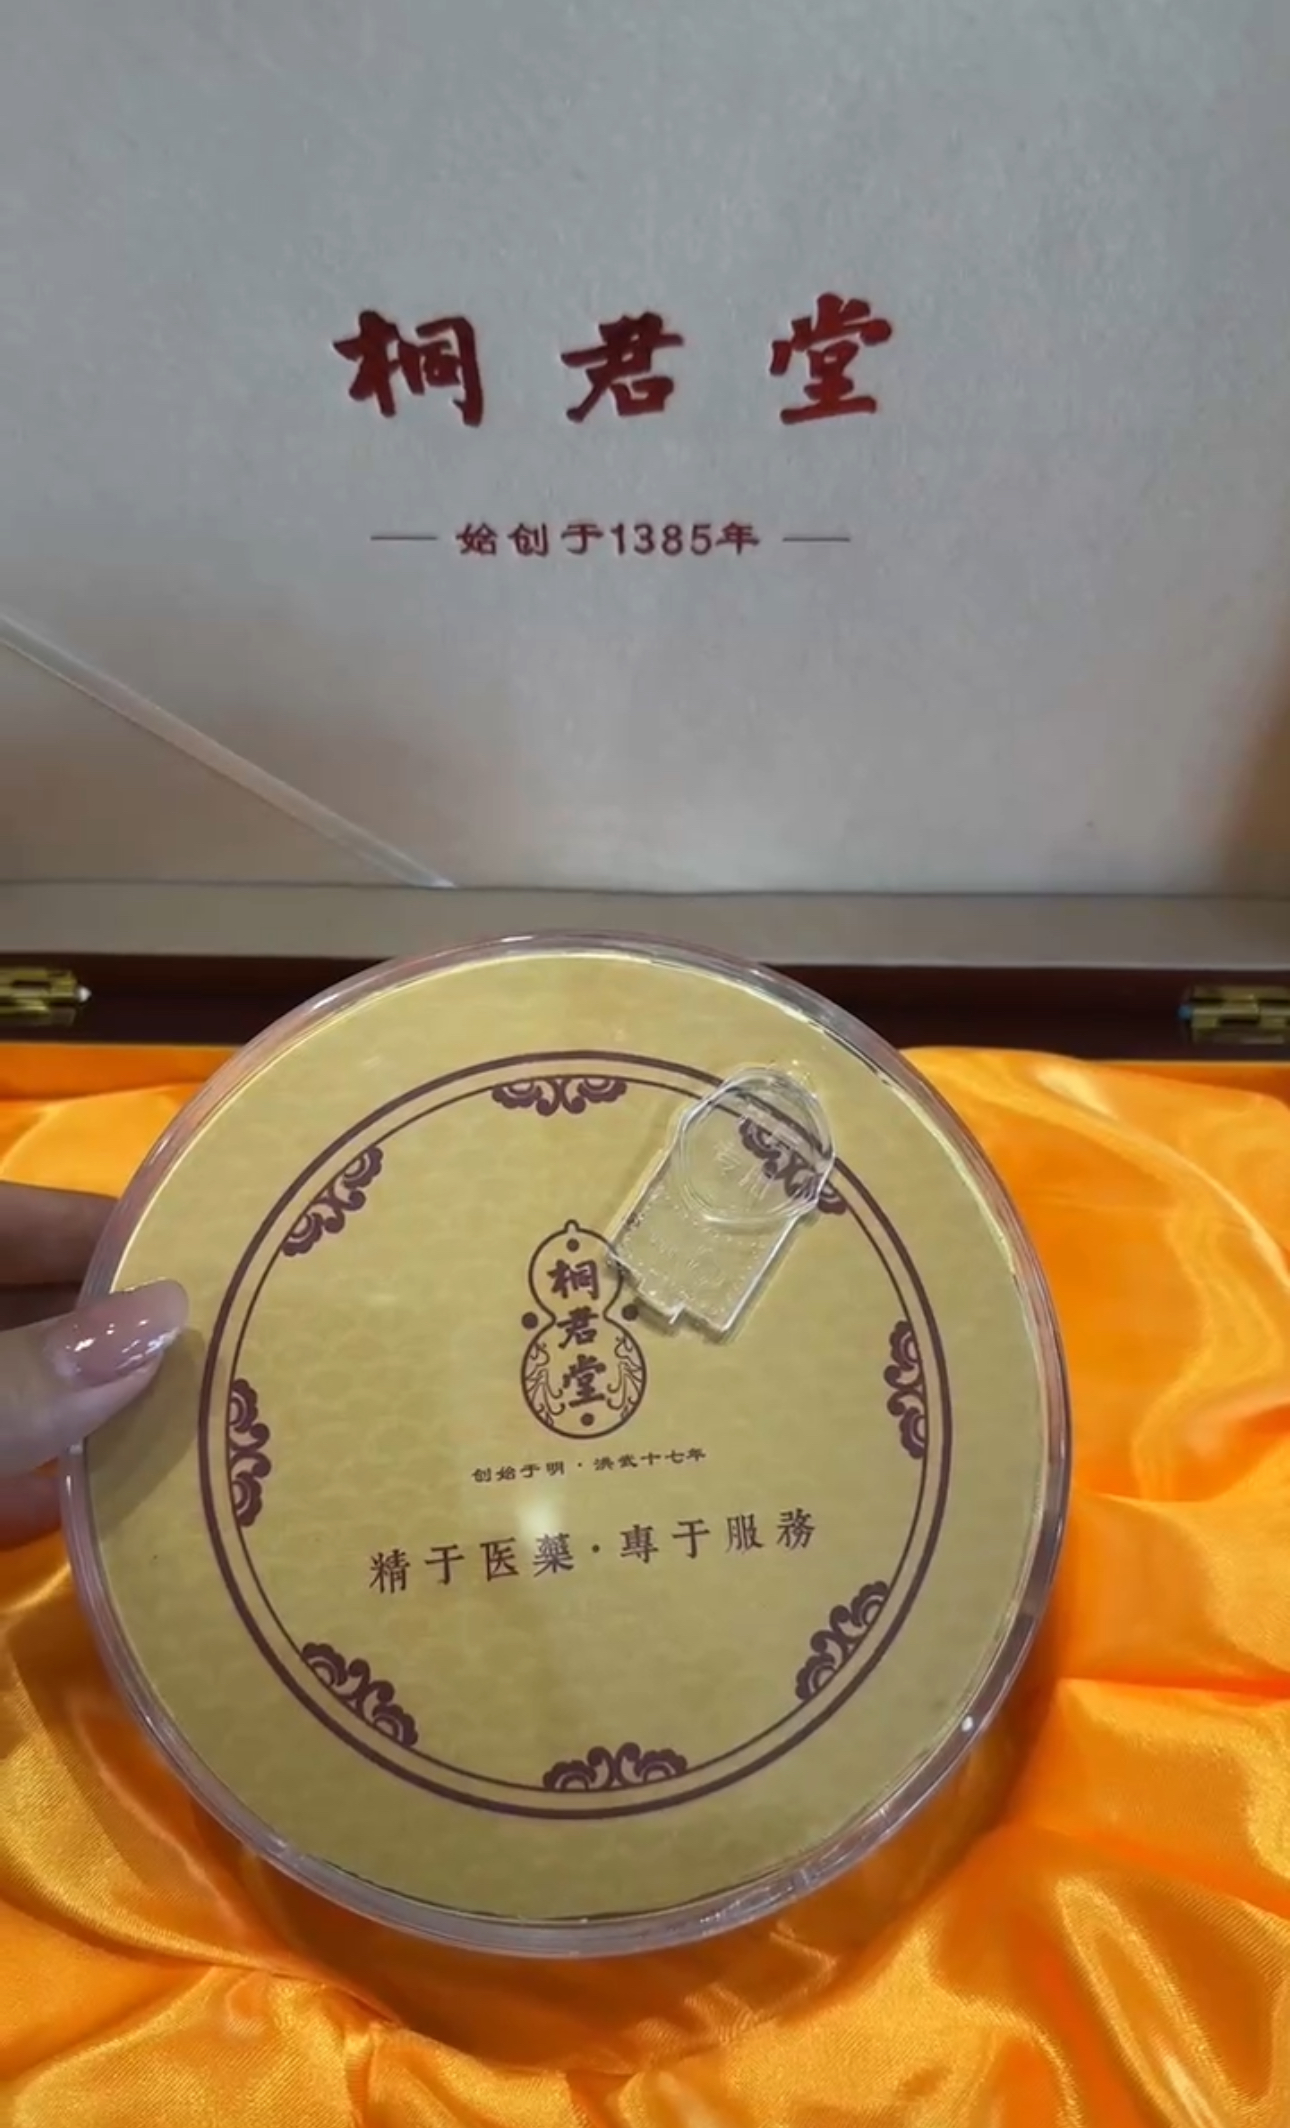 桐君堂
始创于1385年
桐
君
堂
创始于明·洪武十七年
精于医藥·專于服務